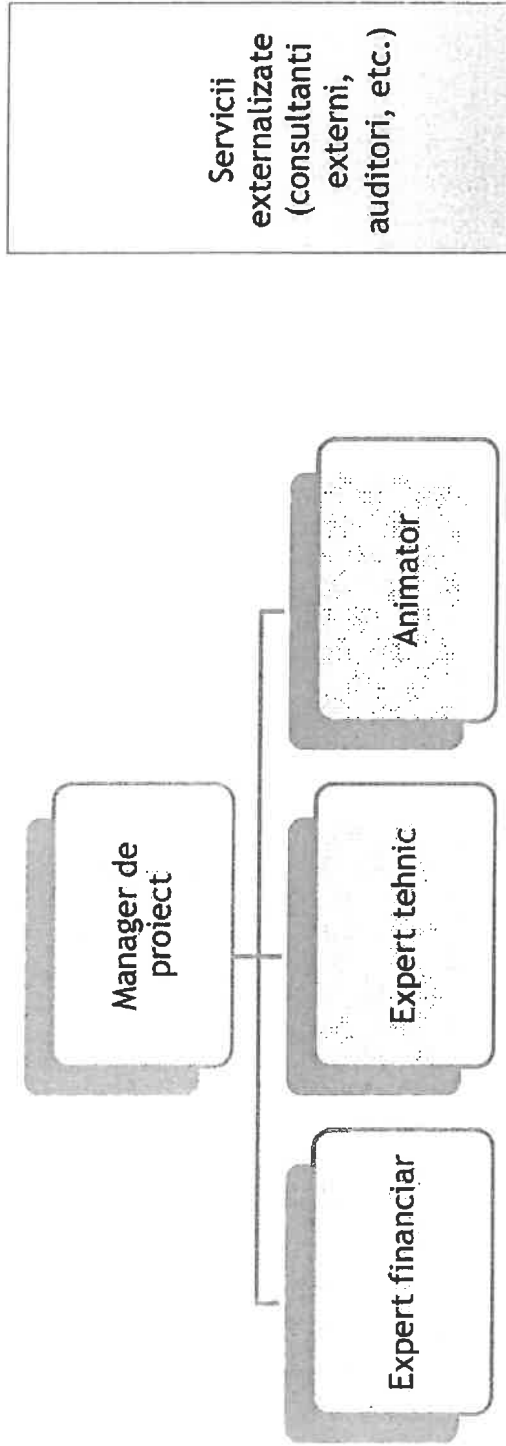 Manager de
proiect
Expert financiar
Expert tehnic
Animator
Servicii
externalizate
(consultanti
externi,
auditori, etc.)